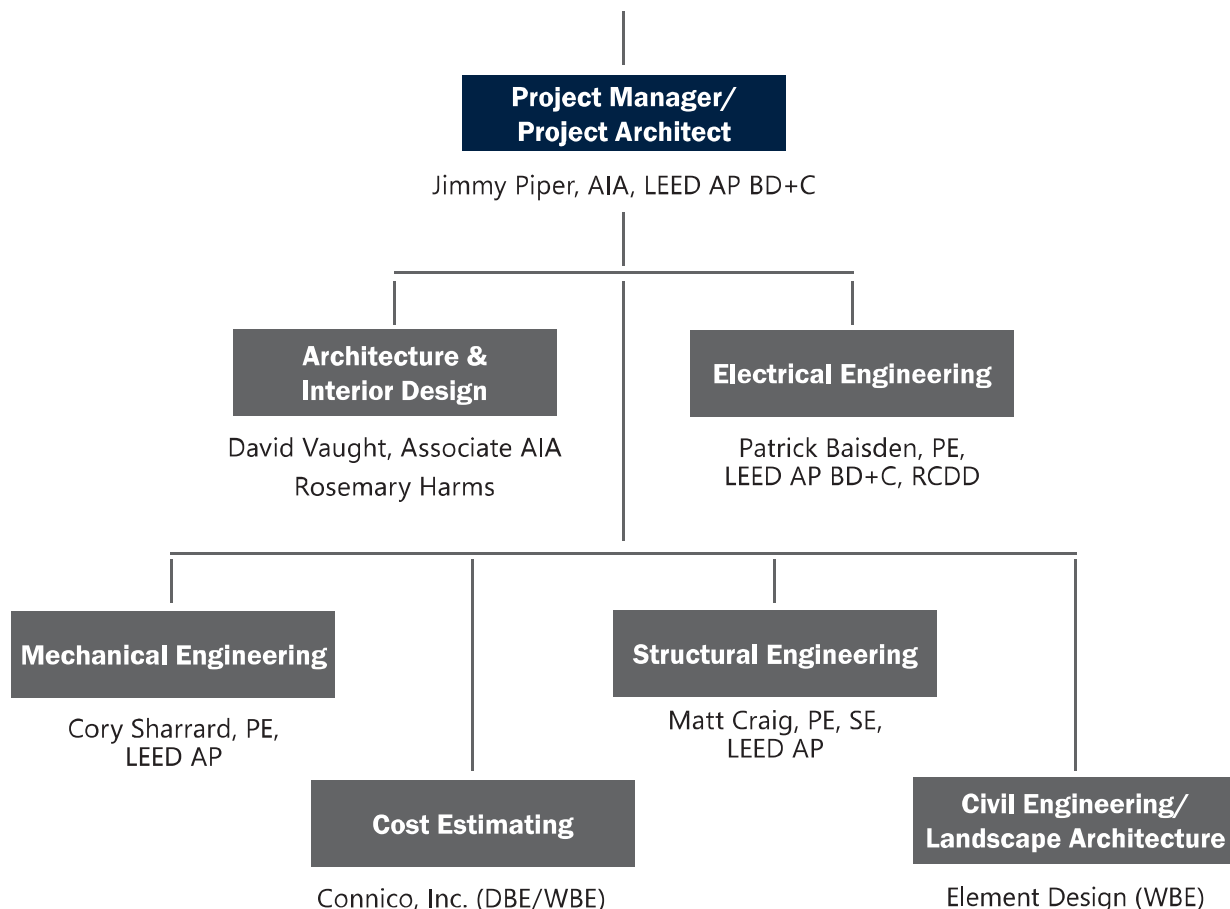 Project Manager/
Project Architect
Jimmy Piper, AIA, LEED AP BD+C
Architecture &
Interior Design
David Vaught, Associate AIA
Rosemary Harms
Electrical Engineering
Patrick Baisden, PE,
LEED AP BD+C, RCDD
Mechanical Engineering
Cory Sharrard, PE,
LEED AP
Cost Estimating
Connico, Inc. (DBE/WBE)
Structural Engineering
Matt Craig, PE, SE,
LEED AP
Civil Engineering/
Landscape Architecture
Element Design (WBE)